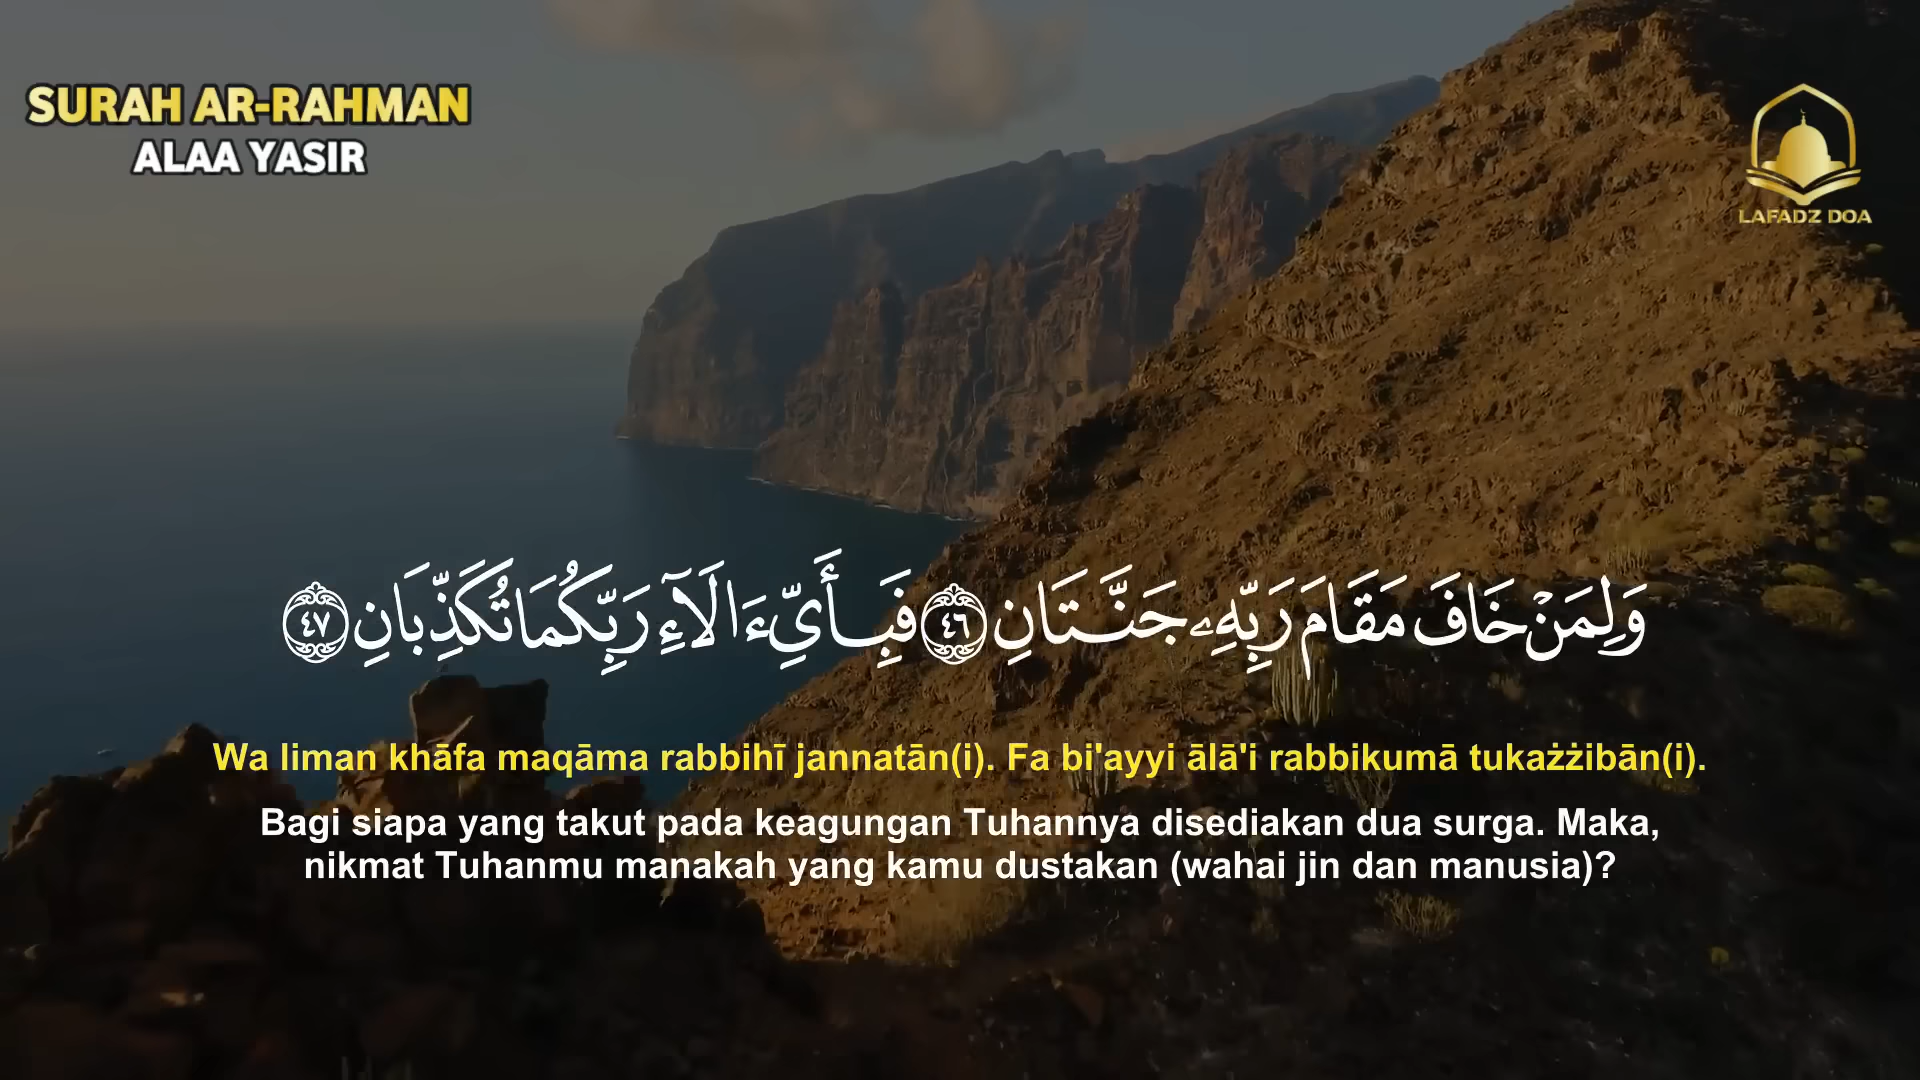 SURAH AR-RAHMAN
ALAA YASIR
LAFADZ DOA
وَلِمَنْ خَافَ مَقَامَ رَبِّهِۦ جَنَّتَانِ ٤٦ فَبِأَيِّ ءَالَآءِ رَبِّكُمَا تُكَذِّبَانِ ٤٧
Wa liman khāfa maqāma rabbihī jannatān(i). Fa bi'ayyi ālā'i rabbikumā tukażżibān(i).
Bagi siapa yang takut pada keagungan Tuhannya disediakan dua surga. Maka,
nikmat Tuhanmu manakah yang kamu dustakan (wahai jin dan manusia)?